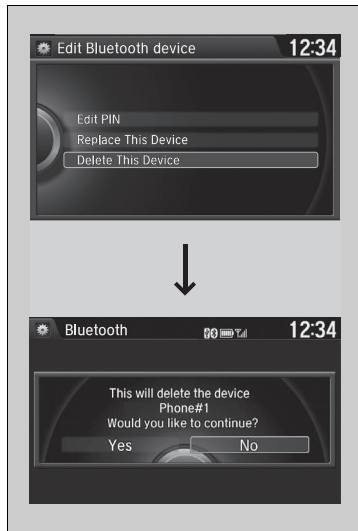 Edit Bluetooth device 12:34
Edit PIN
Replace This Device
Delete This Device
Bluetooth 12:34
This will delete the device
Phone#1
Would you like to continue?
Yes No